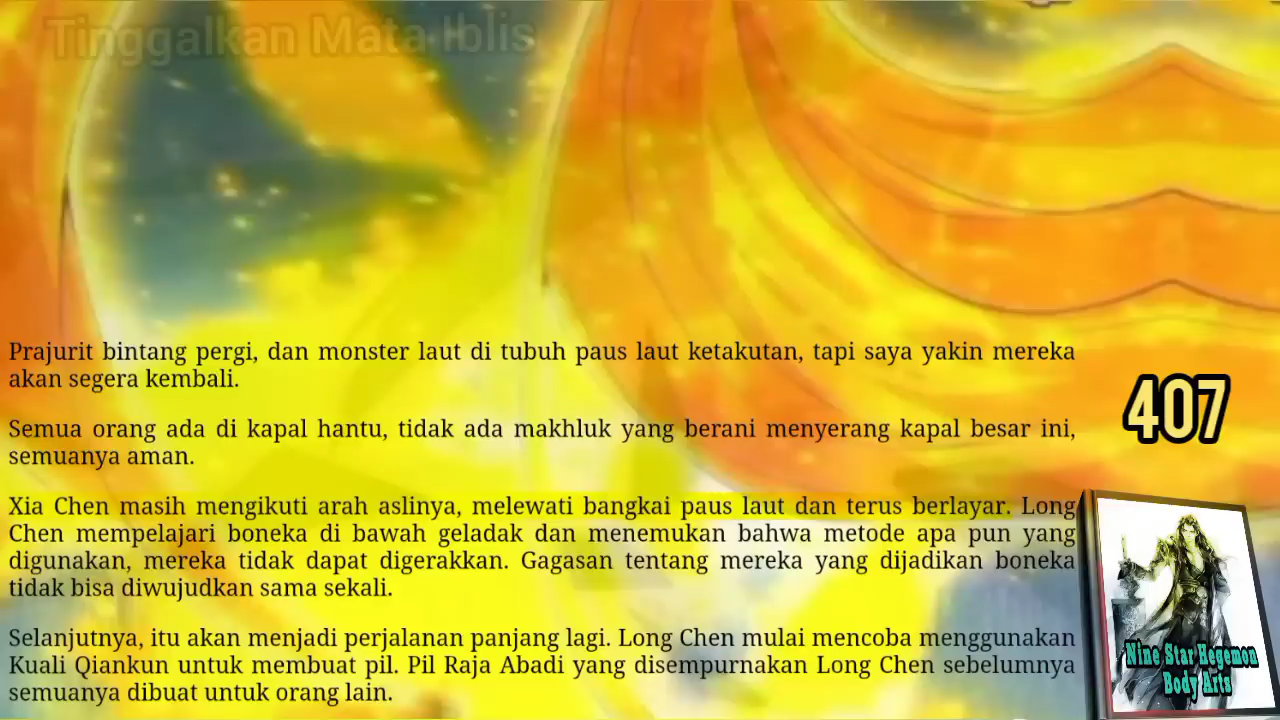 Tinggalkan Mata Iblis
Prajurit bintang pergi, dan monster laut di tubuh paus laut ketakutan, tapi saya yakin mereka
akan segera kembali.
Semua orang ada di kapal hantu, tidak ada makhluk yang berani menyerang kapal besar ini,
semuanya aman.
Xia Chen masih mengikuti arah aslinya, melewati bangkai paus laut dan terus berlayar. Long
Chen mempelajari boneka di bawah geladak dan menemukan bahwa metode apa pun yang
digunakan, mereka tidak dapat digerakkan. Gagasan tentang mereka yang dijadikan boneka
tidak bisa diwujudkan sama sekali.
Selanjutnya, itu akan menjadi perjalanan panjang lagi. Long Chen mulai mencoba menggunakan
Kuali Qiankun untuk membuat pil. Pil Raja Abadi yang disempurnakan Long Chen sebelumnya
semuanya dibuat untuk orang lain.
407
Nine Star Hegemon
Body Arts